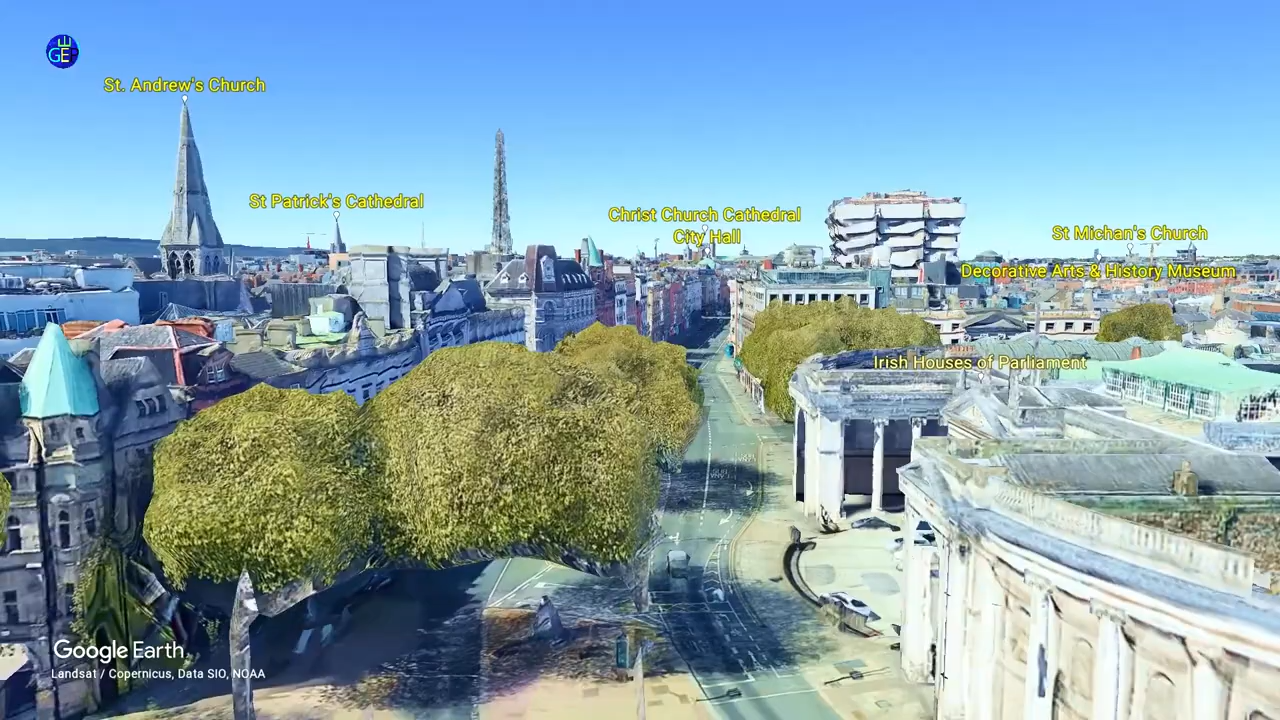 GEP
St. Andrew's Church
St Patrick's Cathedral
Christ Church Cathedral
City Hall
St Michan's Church
Decorative Arts & History Museum
Irish Houses of Parliament
Google Earth
Landsat / Copernicus, Data SIO, NOAA